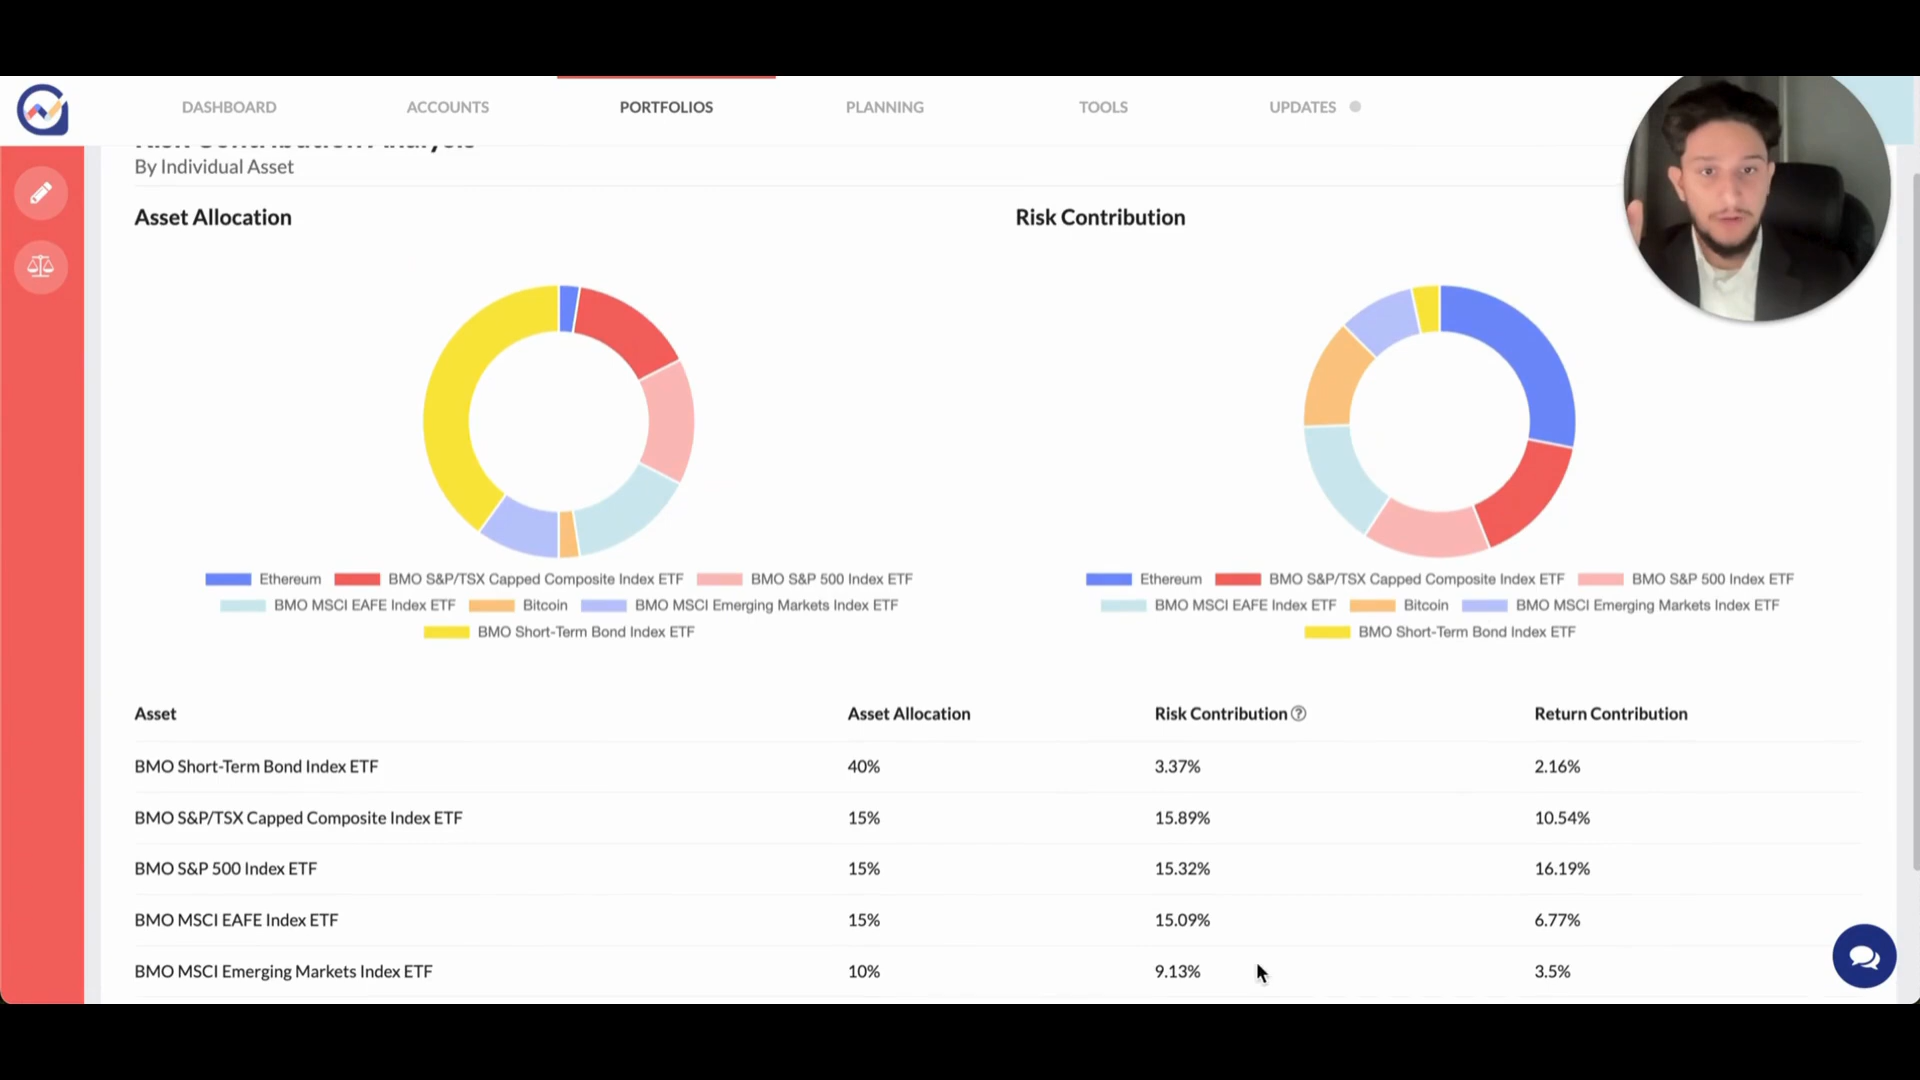 DASHBOARD ACCOUNTS PORTFOLIOS PLANNING TOOLS UPDATES
Risk Contribution Analysis
By Individual Asset
Asset Allocation
Risk Contribution
Ethereum BMO S&P/TSX Capped Composite Index ETF BMO S&P 500 Index ETF
BMO MSCI EAFE Index ETF Bitcoin BMO MSCI Emerging Markets Index ETF
BMO Short-Term Bond Index ETF
Ethereum BMO S&P/TSX Capped Composite Index ETF BMO S&P 500 Index ETF
BMO MSCI EAFE Index ETF Bitcoin BMO MSCI Emerging Markets Index ETF
BMO Short-Term Bond Index ETF
Asset Asset Allocation Risk Contribution ? Return Contribution
BMO Short-Term Bond Index ETF 40% 3.37% 2.16%
BMO S&P/TSX Capped Composite Index ETF 15% 15.89% 10.54%
BMO S&P 500 Index ETF 15% 15.32% 16.19%
BMO MSCI EAFE Index ETF 15% 15.09% 6.77%
BMO MSCI Emerging Markets Index ETF 10% 9.13% 3.5%